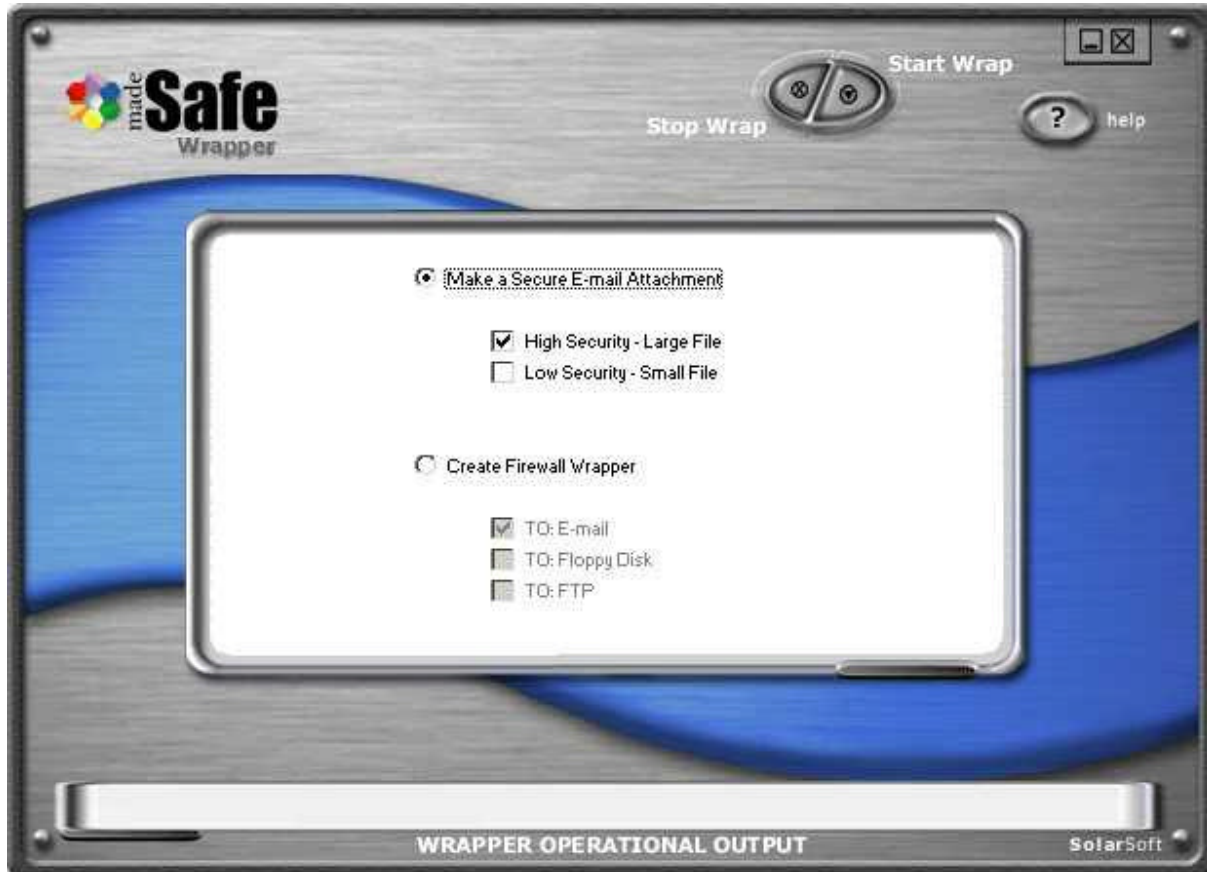 made Safe
Wrapper
Start Wrap
Stop Wrap
? help
Make a Secure E-mail Attachment
High Security - Large File
Low Security - Small File
Create Firewall Wrapper
TO: E-mail
TO: Floppy Disk
TO: FTP
WRAPPER OPERATIONAL OUTPUT
SolarSoft